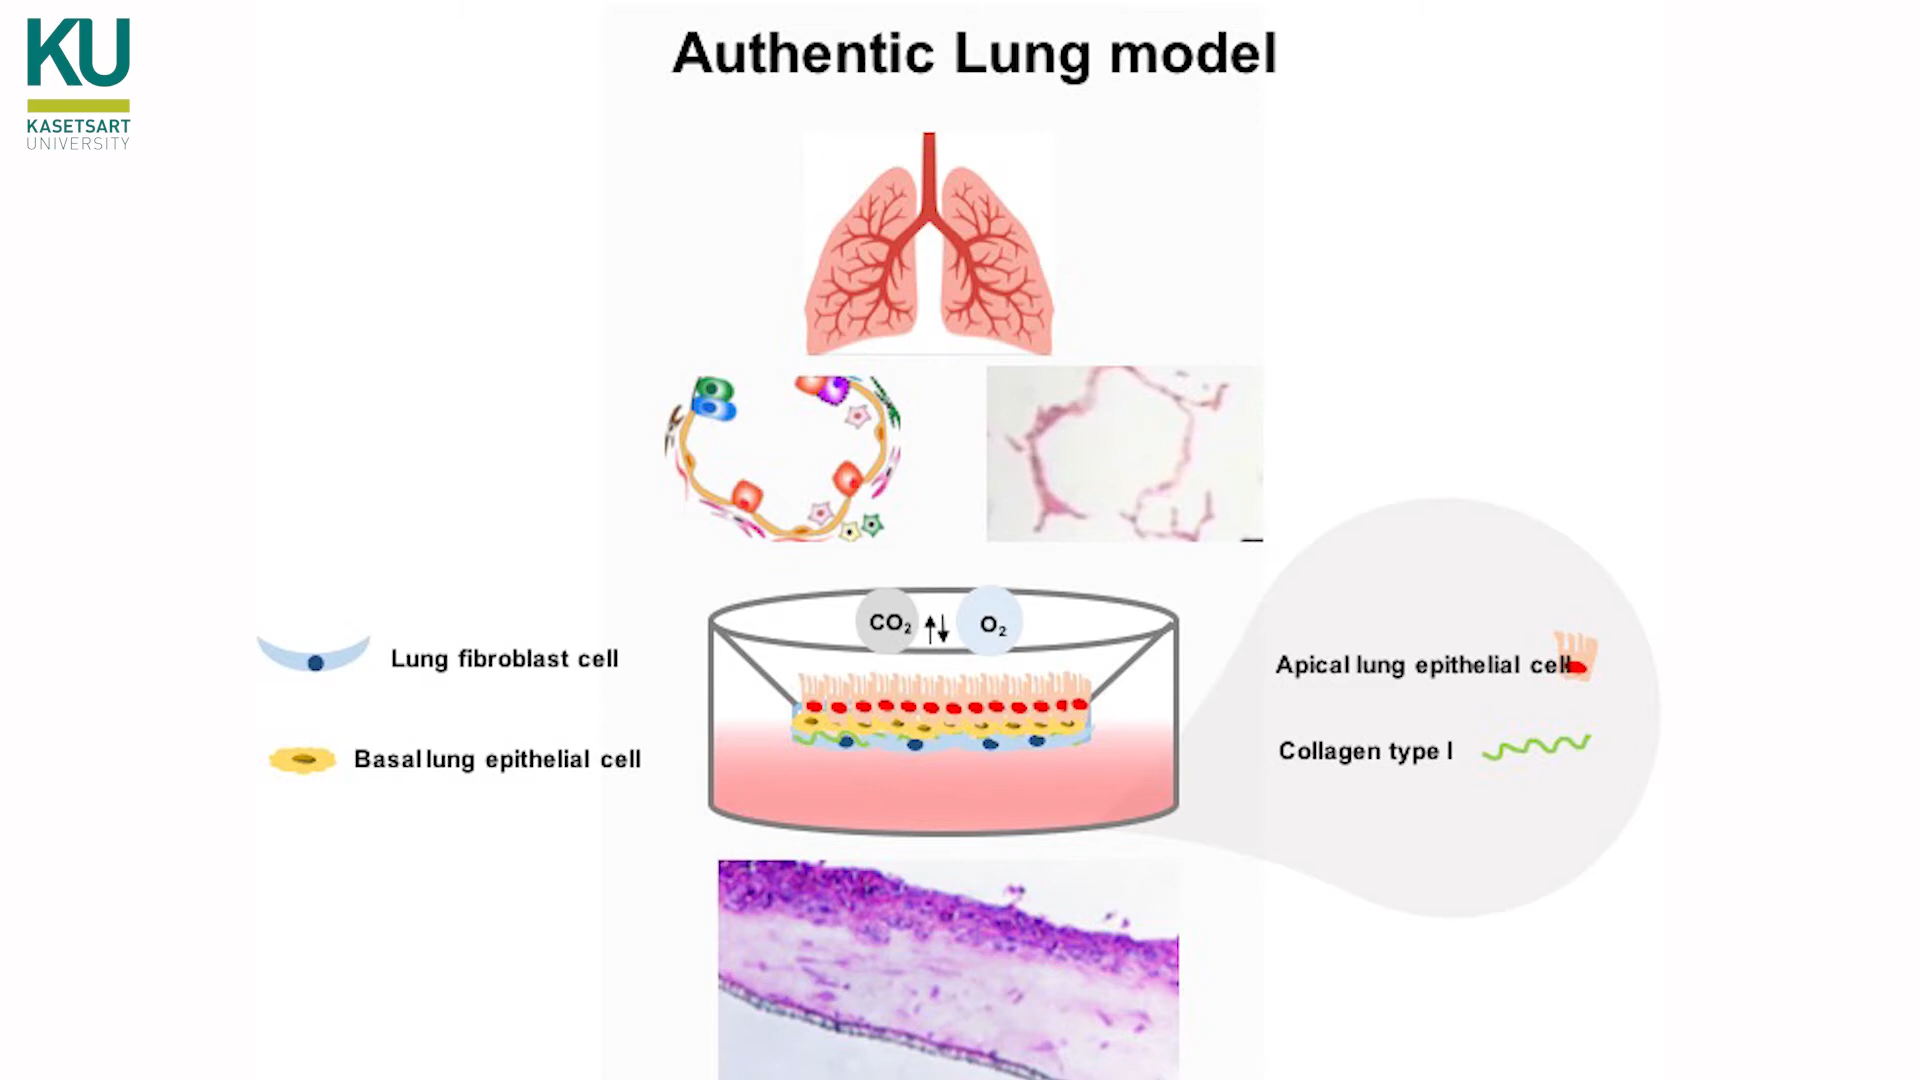 KU
KASETSART
UNIVERSITY
Authentic Lung model
CO₂
O₂
Lung fibroblast cell
Basal lung epithelial cell
Apical lung epithelial cell
Collagen type I